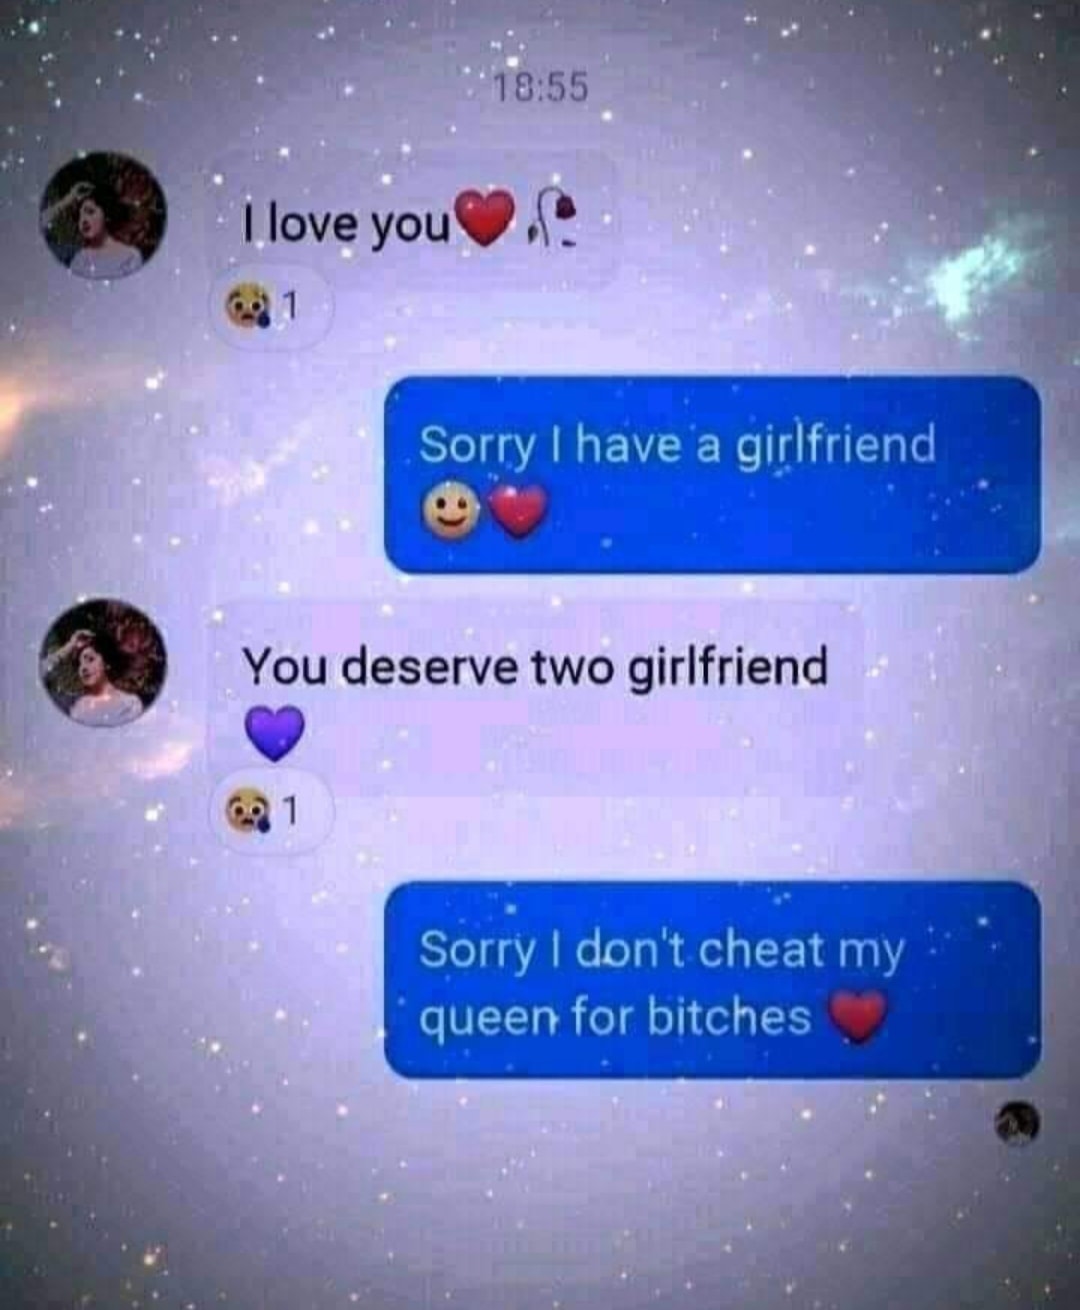 18:55
I love you❤️🥀
😢 1
Sorry I have a girlfriend
🙂❤️
You deserve two girlfriend
💜
😢 1
Sorry I don't cheat my
queen for bitches ❤️